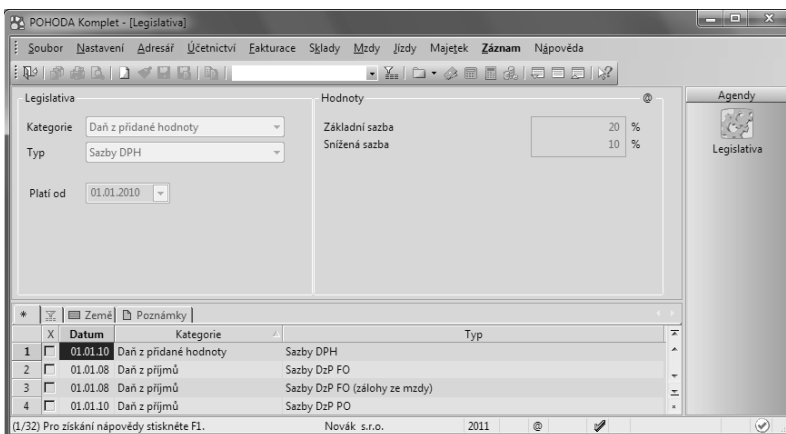 POHODA Komplet - [Legislativa]
Soubor Nastavení Adresář Účetnictví Fakturace Sklady Mzdy Jízdy Majetek Záznam Nápověda
Legislativa
Hodnoty @
Agendy
Kategorie Daň z přidané hodnoty
Základní sazba 20 %
Typ Sazby DPH
Snížená sazba 10 %
Legislativa
Platí od 01.01.2010
* Země Poznámky
X Datum Kategorie Typ
1 01.01.10 Daň z přidané hodnoty Sazby DPH
2 01.01.08 Daň z příjmů Sazby DzP FO
3 01.01.08 Daň z příjmů Sazby DzP FO (zálohy ze mzdy)
4 01.01.10 Daň z příjmů Sazby DzP PO
(1/32) Pro získání nápovědy stiskněte F1. Novák s.r.o. 2011 @